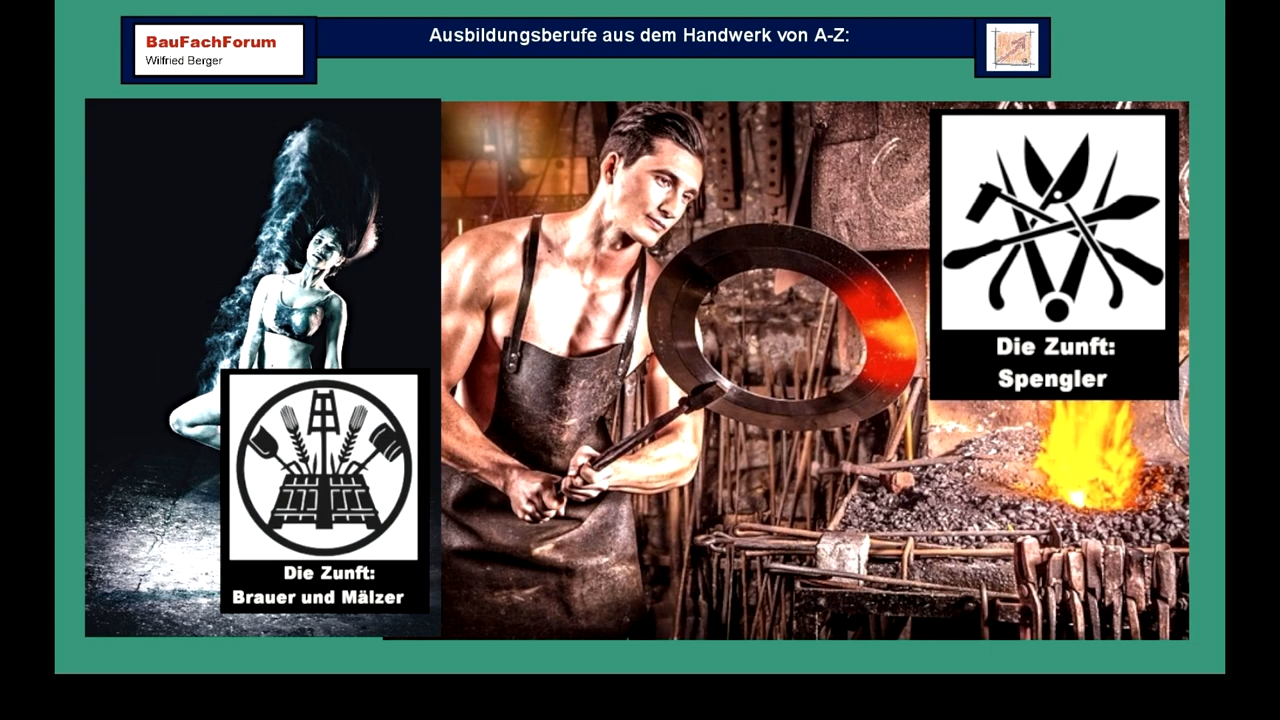 BauFachForum
Wilfried Berger
Ausbildungsberufe aus dem Handwerk von A-Z:
Die Zunft:
Spengler
Die Zunft:
Brauer und Mälzer